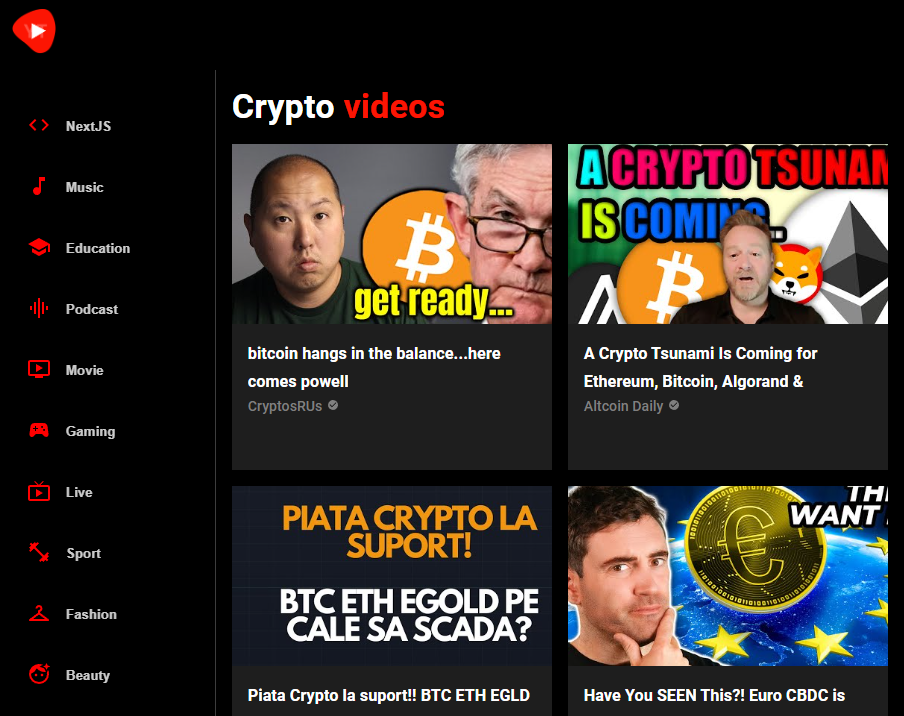 NextJS
Music
Education
Podcast
Movie
Gaming
Live
Sport
Fashion
Beauty
Crypto videos
get ready...
bitcoin hangs in the balance...here
comes powell
CryptosRUs
A CRYPTO TSUNAM
IS COMING...
A Crypto Tsunami Is Coming for
Ethereum, Bitcoin, Algorand &
Altcoin Daily
PIATA CRYPTO LA
SUPORT!
BTC ETH EGOLD PE
CALE SA SCADA?
Piata Crypto la suport!! BTC ETH EGLD
TH
WANT
Have You SEEN This?! Euro CBDC is